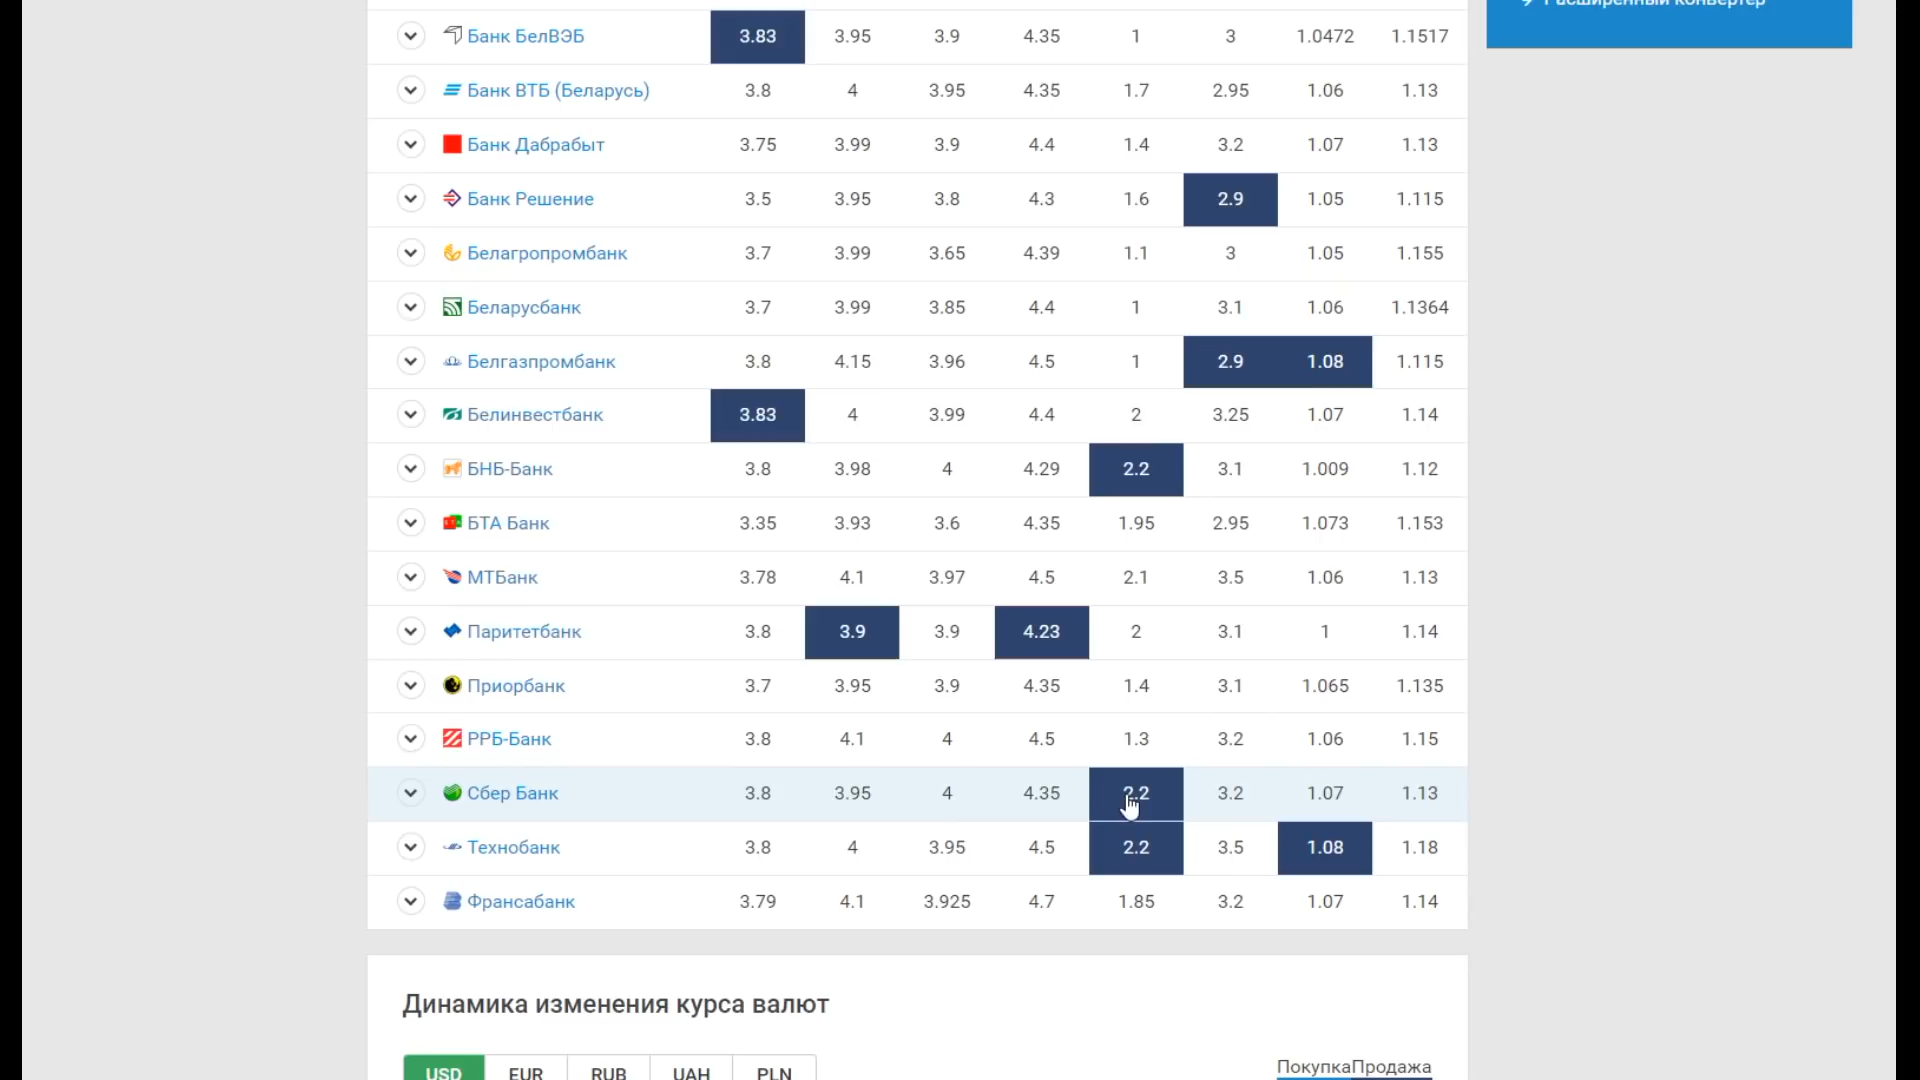 Расширенный конвертер
Банк БелВЭБ 3.83 3.95 3.9 4.35 1 3 1.0472 1.1517
Банк ВТБ (Беларусь) 3.8 4 3.95 4.35 1.7 2.95 1.06 1.13
Банк Дабрабыт 3.75 3.99 3.9 4.4 1.4 3.2 1.07 1.13
Банк Решение 3.5 3.95 3.8 4.3 1.6 2.9 1.05 1.115
Белагропромбанк 3.7 3.99 3.65 4.39 1.1 3 1.05 1.155
Беларусбанк 3.7 3.99 3.85 4.4 1 3.1 1.06 1.1364
Белгазпромбанк 3.8 4.15 3.96 4.5 1 2.9 1.08 1.115
Белинвестбанк 3.83 4 3.99 4.4 2 3.25 1.07 1.14
БНБ-Банк 3.8 3.98 4 4.29 2.2 3.1 1.009 1.12
БТА Банк 3.35 3.93 3.6 4.35 1.95 2.95 1.073 1.153
МТБанк 3.78 4.1 3.97 4.5 2.1 3.5 1.06 1.13
Паритетбанк 3.8 3.9 3.9 4.23 2 3.1 1 1.14
Приорбанк 3.7 3.95 3.9 4.35 1.4 3.1 1.065 1.135
РРБ-Банк 3.8 4.1 4 4.5 1.3 3.2 1.06 1.15
Сбер Банк 3.8 3.95 4 4.35 2.2 3.2 1.07 1.13
Технобанк 3.8 4 3.95 4.5 2.2 3.5 1.08 1.18
Франсабанк 3.79 4.1 3.925 4.7 1.85 3.2 1.07 1.14
Динамика изменения курса валют
USD EUR RUB UAH PLN ПокупкаПродажа